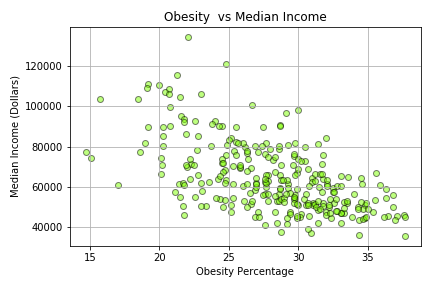 Obesity  vs Median Income
120000
100000
80000
60000
40000
Median Income (Dollars)
15 20 25 30 35
Obesity Percentage